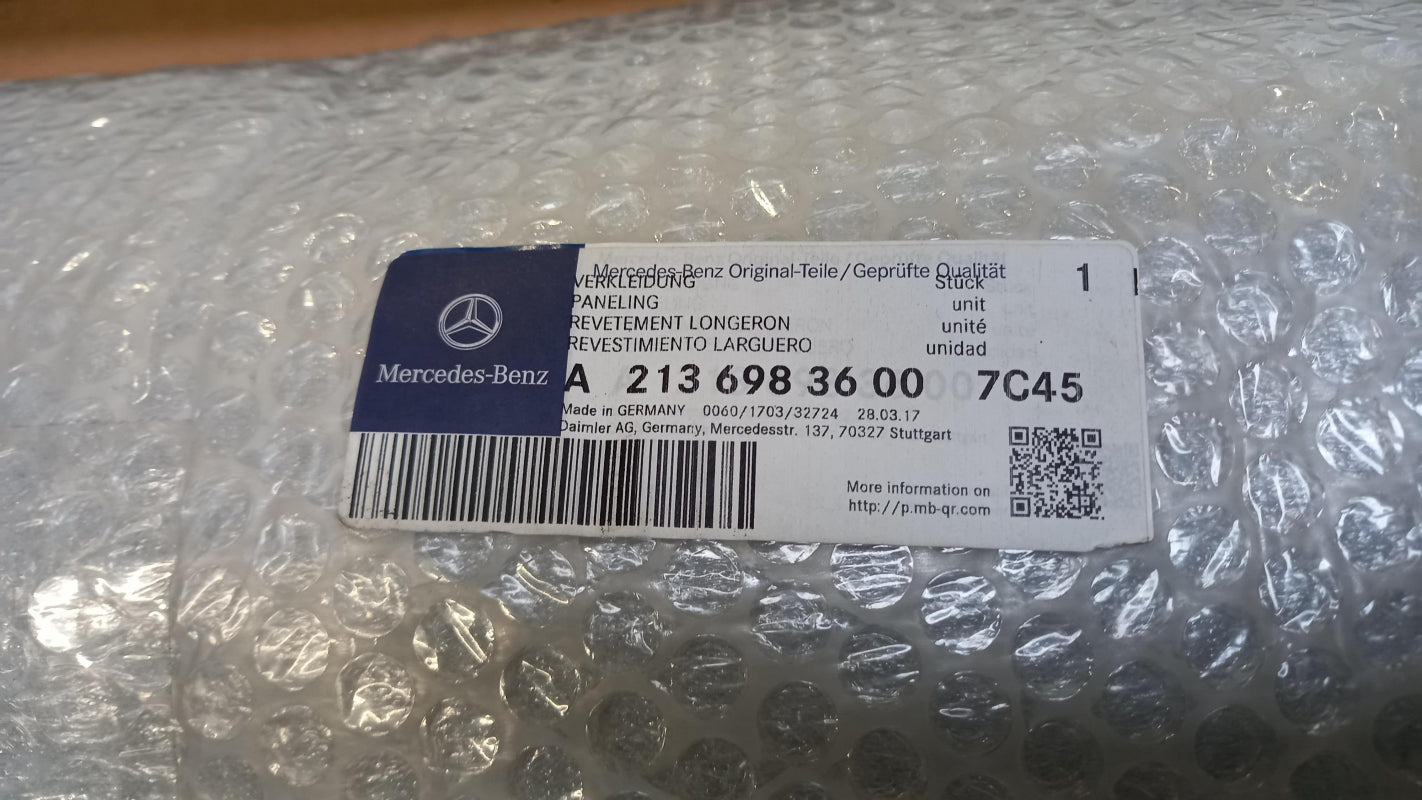 Mercedes-Benz
Mercedes-Benz Original-Teile/Geprüfte Qualität
VERKLEIDUNG Stück 1
PANELING unit
REVETEMENT LONGERON unité
REVESTIMIENTO LARGUERO unidad
A 213 698 36 00 7C45
Made in GERMANY 0060/1703/32724 28.03.17
Daimler AG, Germany, Mercedesstr. 137, 70327 Stuttgart
More information on
http://p.mb-qr.com